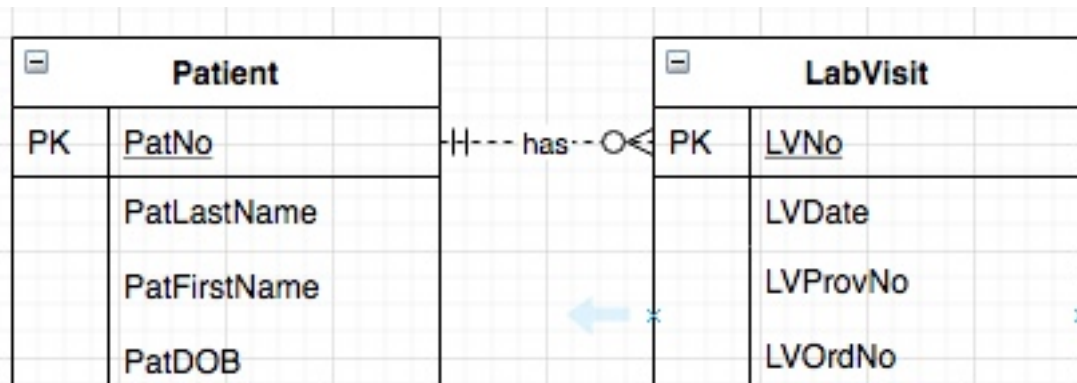 Patient
PK PatNo
PatLastName
PatFirstName
PatDOB
has
LabVisit
PK LVNo
LVDate
LVProvNo
LVOrdNo